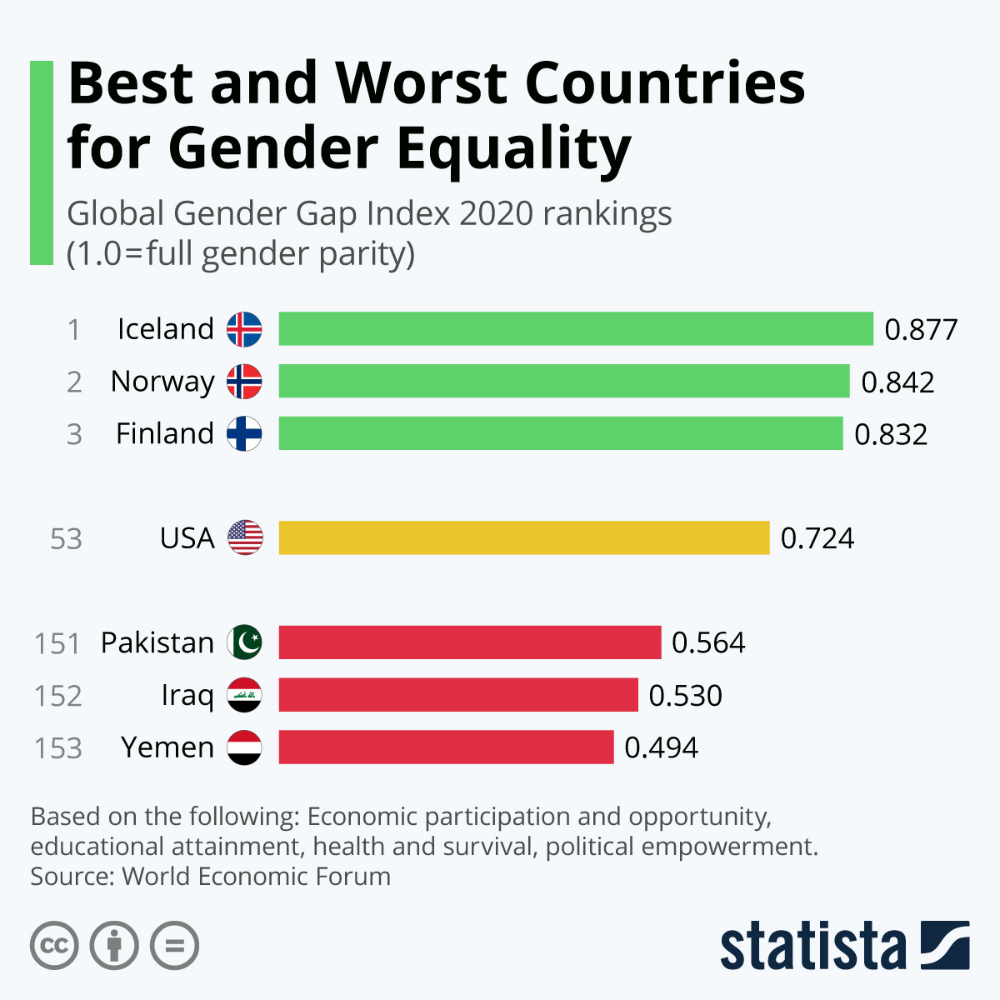 Best and Worst Countries
for Gender Equality
Global Gender Gap Index 2020 rankings
(1.0=full gender parity)
1 Iceland 0.877
2 Norway 0.842
3 Finland 0.832
53 USA 0.724
151 Pakistan 0.564
152 Iraq 0.530
153 Yemen 0.494
Based on the following: Economic participation and opportunity,
educational attainment, health and survival, political empowerment.
Source: World Economic Forum
cc
statista